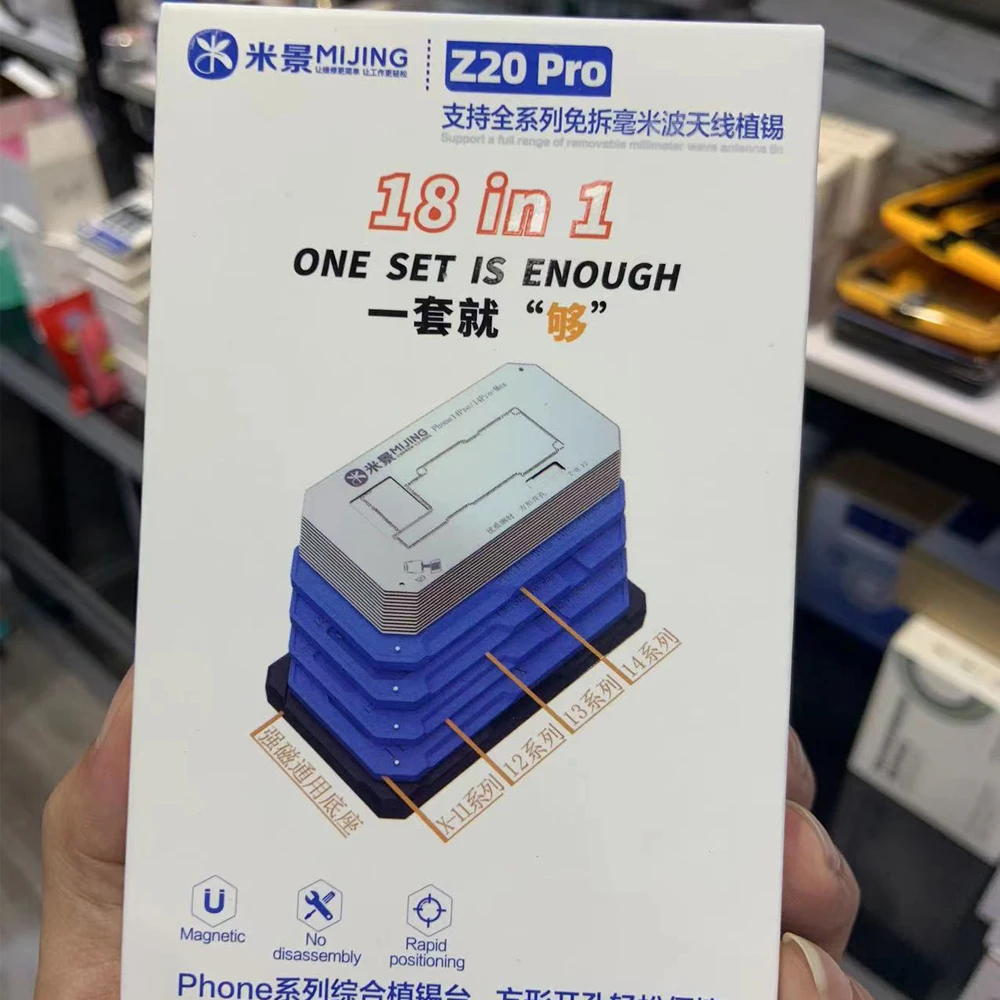 米景MIJING
让维修更简单 让工作更轻松
Z20 Pro
支持全系列免拆毫米波天线植锡
Support a full range of removable millimeter wave antenna tin
18 in 1
ONE SET IS ENOUGH
一套就“够”
Phone14Pro/14Pro-Max
米景MIJING
14系列
13系列
12系列
X-11系列
强磁通用底座
Magnetic
No disassembly
Rapid positioning
Phone系列综合植锡台